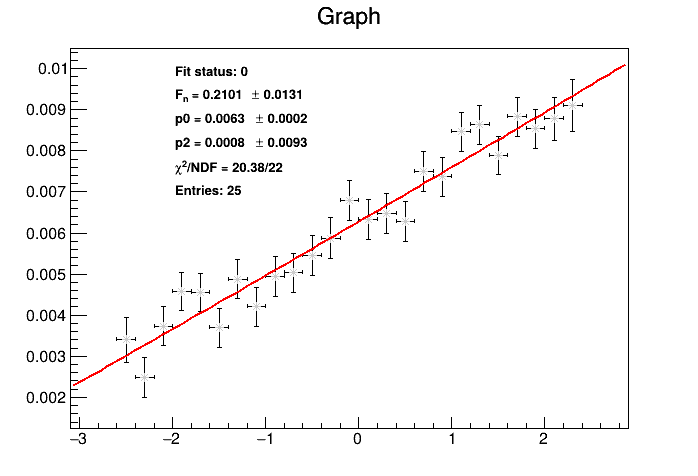 Graph
Fit status: 0
Fn = 0.2101 ± 0.0131
p0 = 0.0063 ± 0.0002
p2 = 0.0008 ± 0.0093
χ²/NDF = 20.38/22
Entries: 25
0.01
0.009
0.008
0.007
0.006
0.005
0.004
0.003
0.002
−3 −2 −1 0 1 2